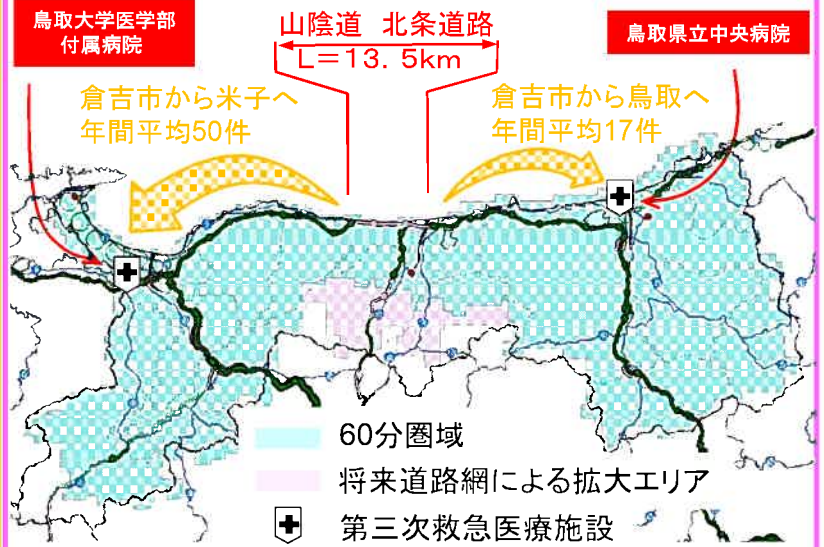 鳥取大学医学部
付属病院
山陰道 北条道路
L=13.5km
鳥取県立中央病院
倉吉市から米子へ
年間平均50件
倉吉市から鳥取へ
年間平均17件
60分圏域
将来道路網による拡大エリア
第三次救急医療施設